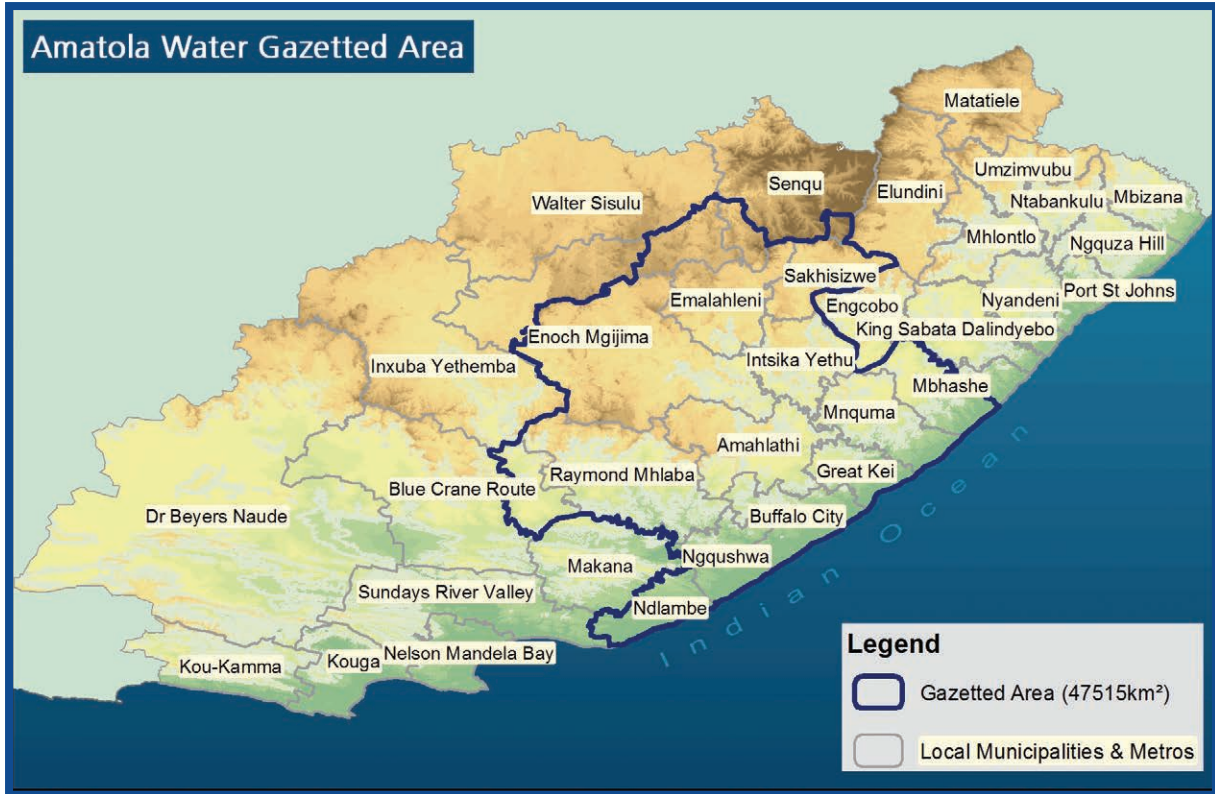 Amatola Water Gazetted Area
Matatiele
Umzimvubu
Senqu
Elundini
Mbizana
Ntabankulu
Walter Sisulu
Mhlontlo
Ngquza Hill
Sakhisizwe
Port St Johns
Emalahleni
Engcobo
Nyandeni
King Sabata Dalindyebo
Enoch Mgijima
Intsika Yethu
Inxuba Yethemba
Mbhashe
Mnquma
Amahlathi
Great Kei
Raymond Mhlaba
Blue Crane Route
Buffalo City
Dr Beyers Naude
Ngqushwa
Makana
Sundays River Valley
Ndlambe
Indian Ocean
Nelson Mandela Bay
Kouga
Kou-Kamma
Legend
Gazetted Area (47515km²)
Local Municipalities & Metros